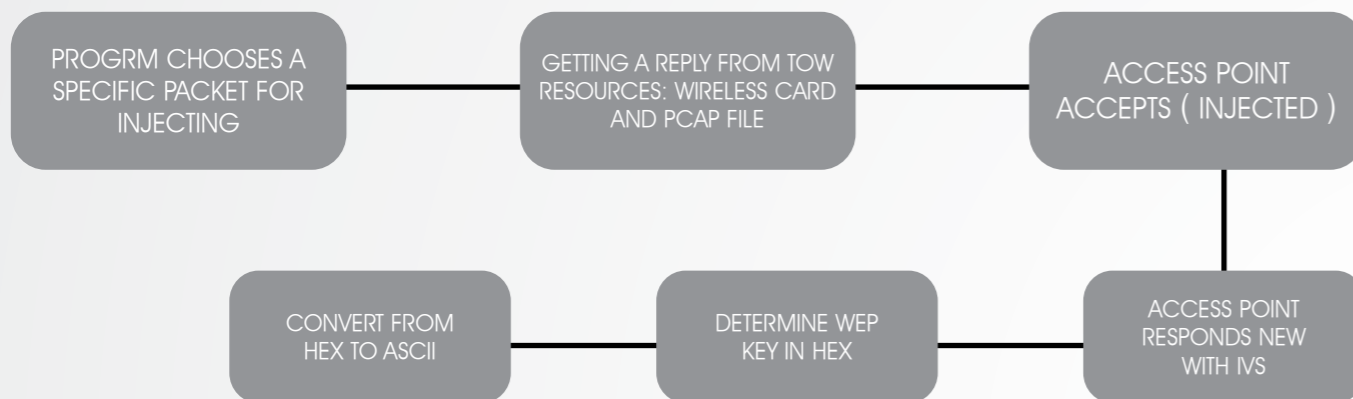 PROGRM CHOOSES A
SPECIFIC PACKET FOR
INJECTING
GETTING A REPLY FROM TOW
RESOURCES: WIRELESS CARD
AND PCAP FILE
ACCESS POINT
ACCEPTS ( INJECTED )
ACCESS POINT
RESPONDS NEW
WITH IVS
DETERMINE WEP
KEY IN HEX
CONVERT FROM
HEX TO ASCII